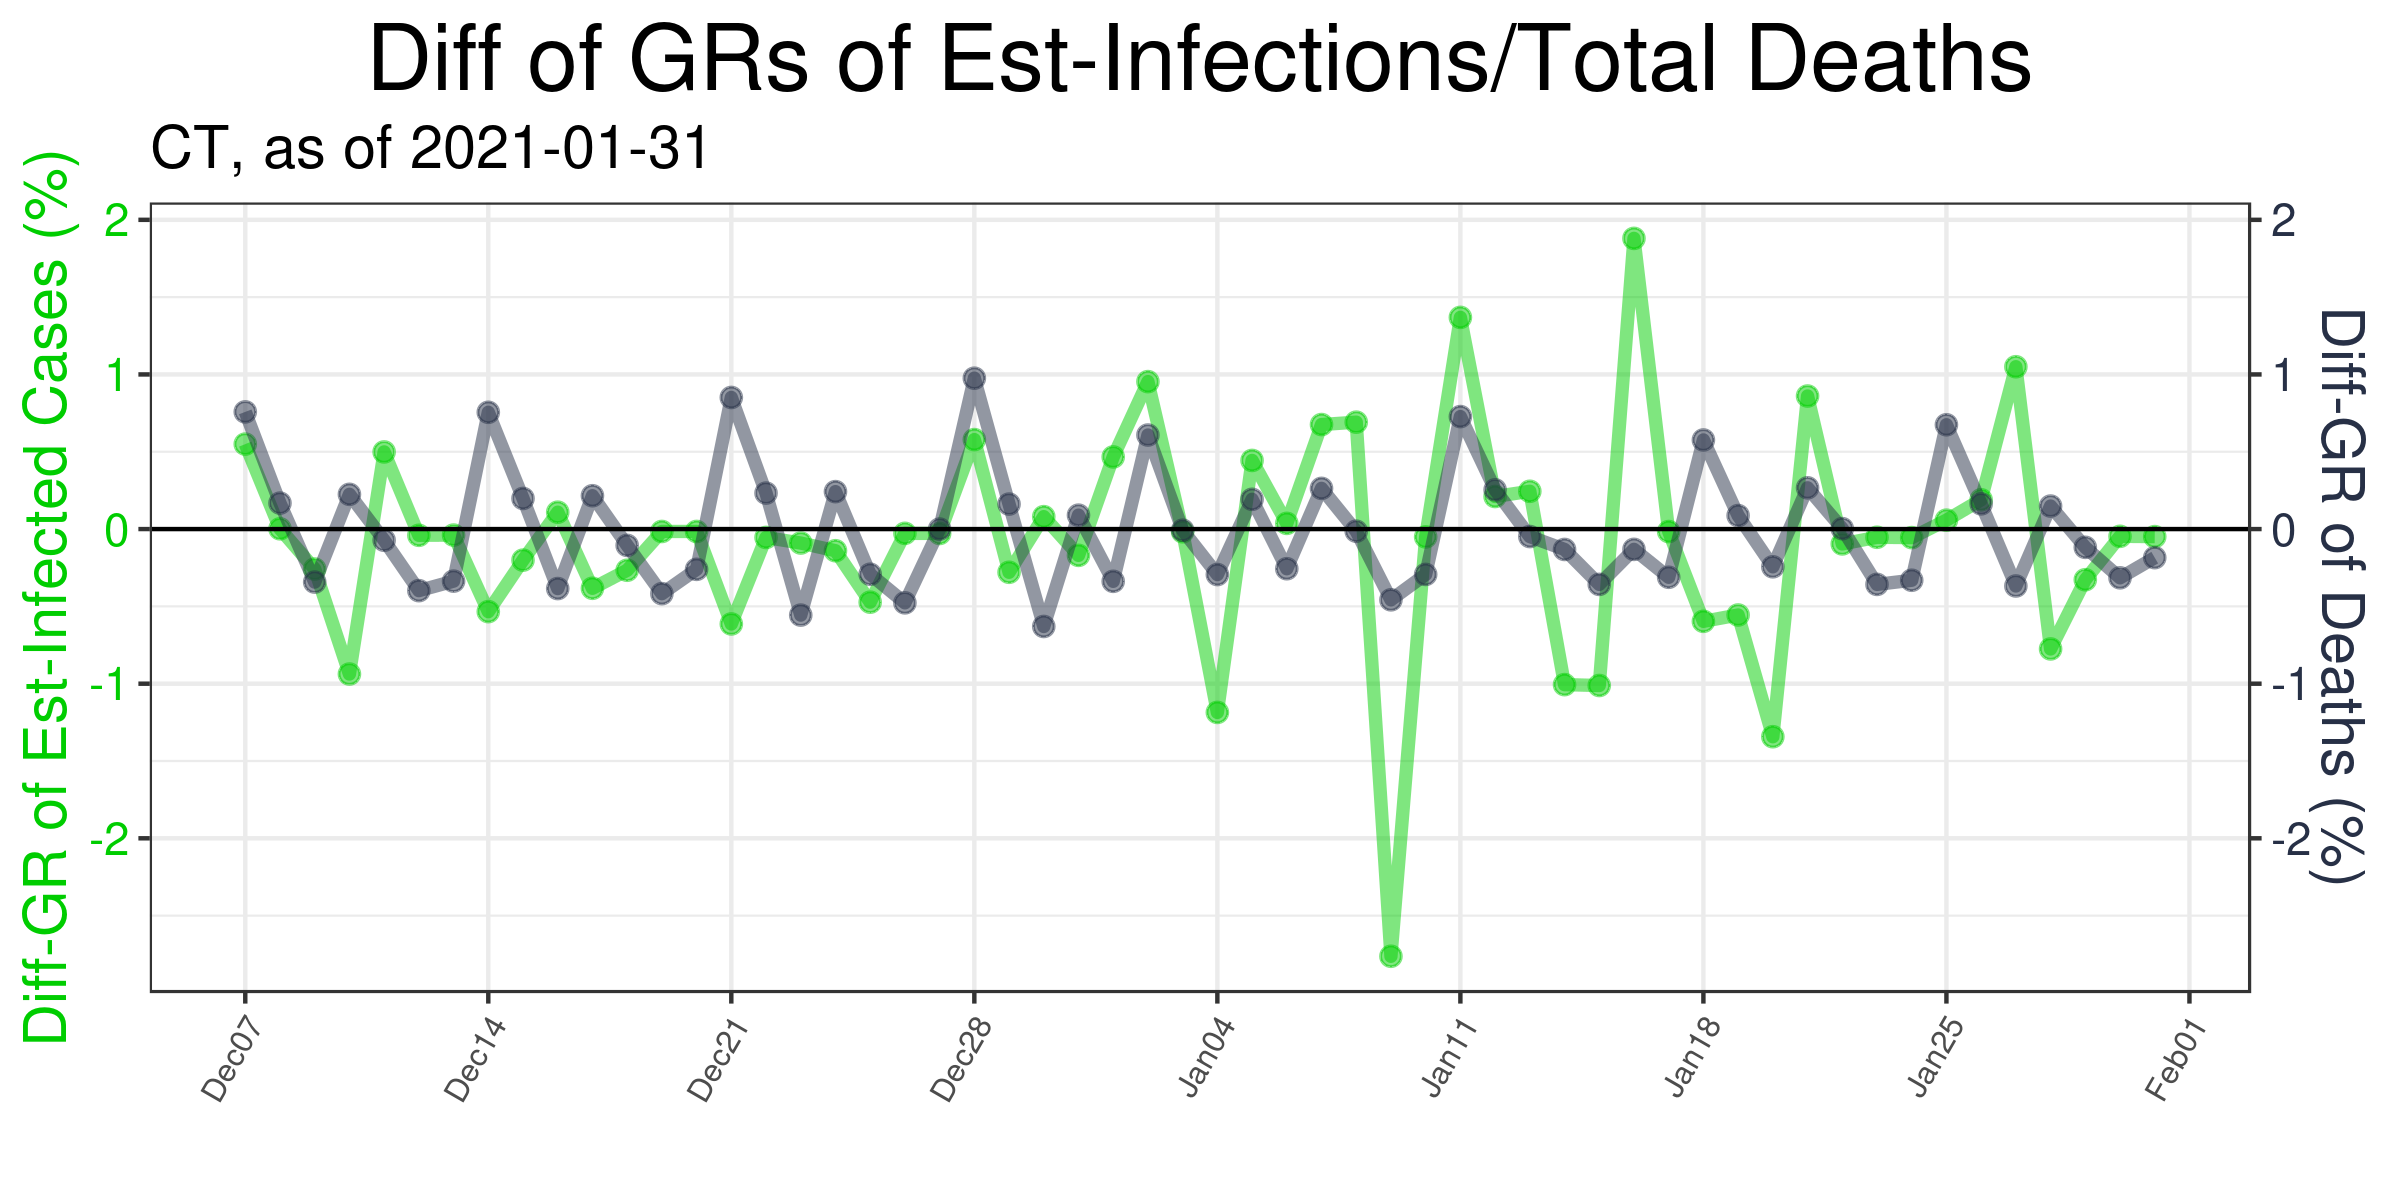 Diff of GRs of Est-Infections/Total Deaths
CT, as of 2021-01-31
Diff-GR of Est-Infected Cases (%)
2
1
0
-1
-2
2
1
0
-1
-2
Diff-GR of Deaths (%)
Dec07
Dec14
Dec21
Dec28
Jan04
Jan11
Jan18
Jan25
Feb01